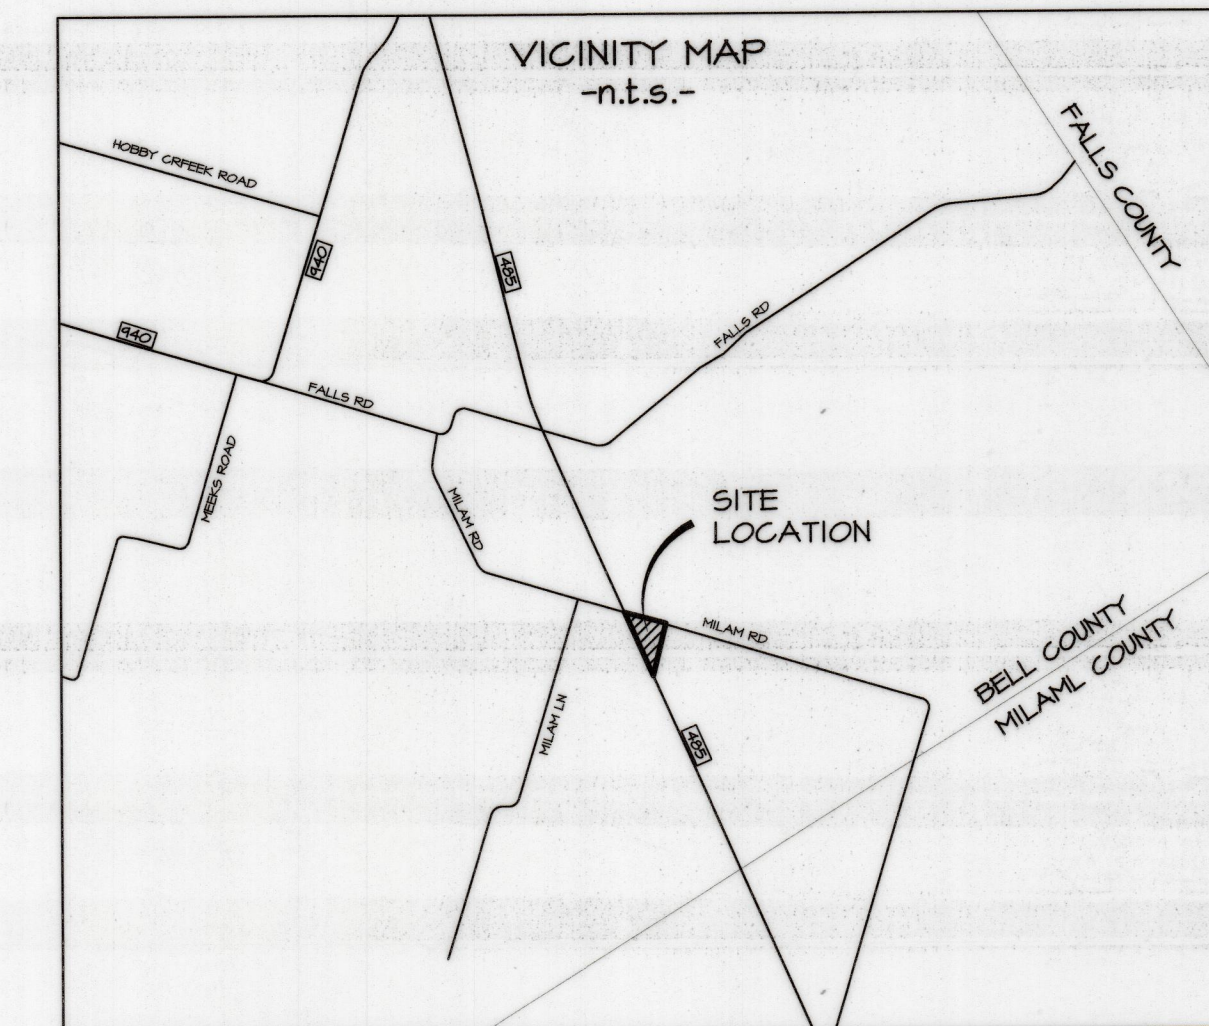 VICINITY MAP
-n.t.s.-
FALLS COUNTY
HOBBY CRFEEK ROAD
940
485
940
FALLS RD
FALLS RD
MEEKS ROAD
MILAM RD
SITE
LOCATION
MILAM RD
BELL COUNTY
MILAML COUNTY
MILAM LN
485